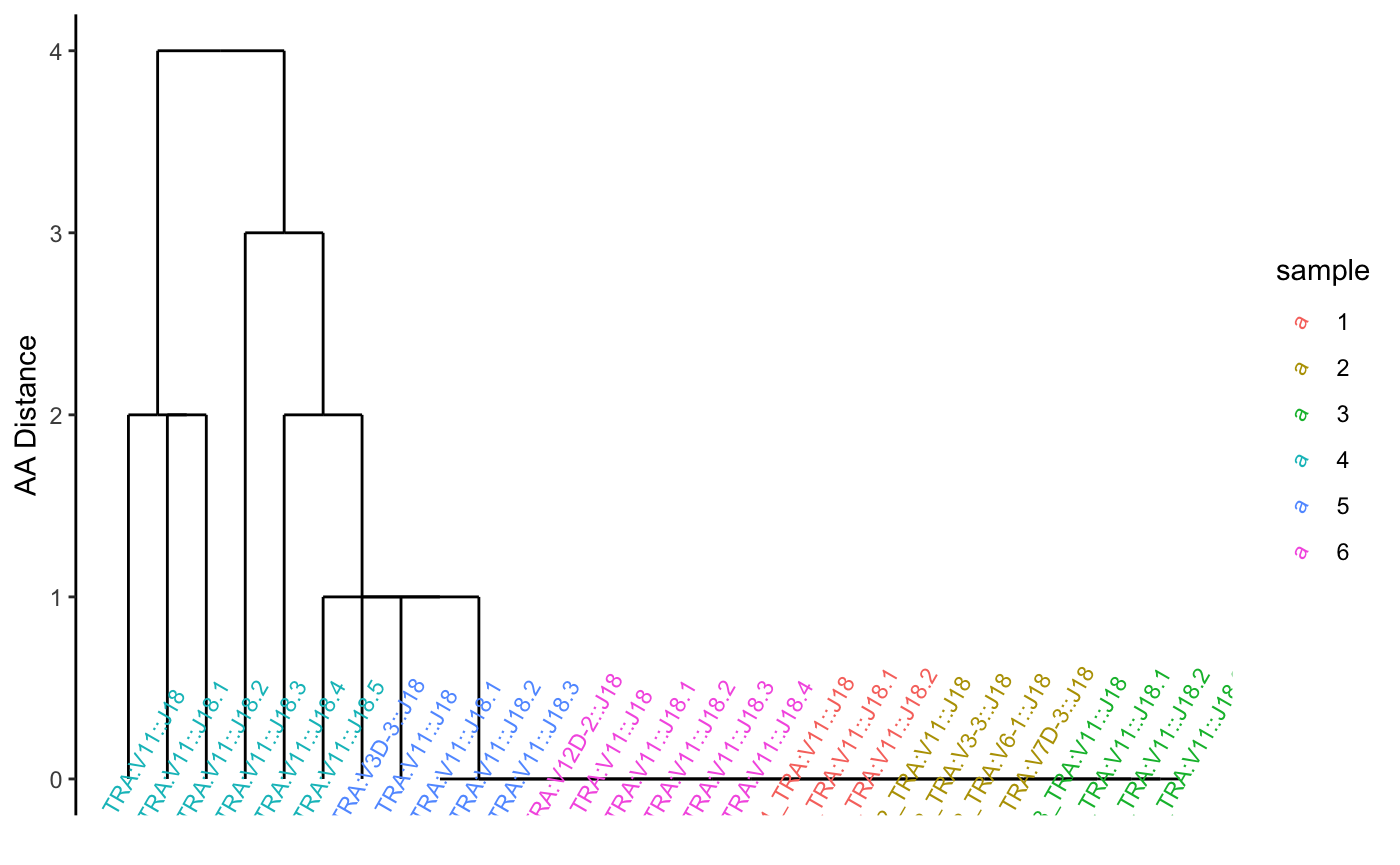 4
3
2
1
0
AA Distance
TRA:V11::J18
TRA:V11::J18.1
TRA:V11::J18.2
TRA:V11::J18.3
TRA:V11::J18.4
TRA:V11::J18.5
TRA:V3D-3::J18
TRA:V11::J18
TRA:V11::J18.1
TRA:V11::J18.2
TRA:V11::J18.3
TRA:V12D-2::J18
TRA:V11::J18
TRA:V11::J18.1
TRA:V11::J18.2
TRA:V11::J18.3
TRA:V11::J18.4
_ TRA:V11::J18
TRA:V11::J18.1
TRA:V11::J18.2
_ TRA:V11::J18
_ TRA:V3-3::J18
_ TRA:V6-1::J18
TRA:V7D-3::J18
3_ TRA:V11::J18
TRA:V11::J18.1
TRA:V11::J18.2
TRA:V11::J18
sample
a 1
a 2
a 3
a 4
a 5
a 6